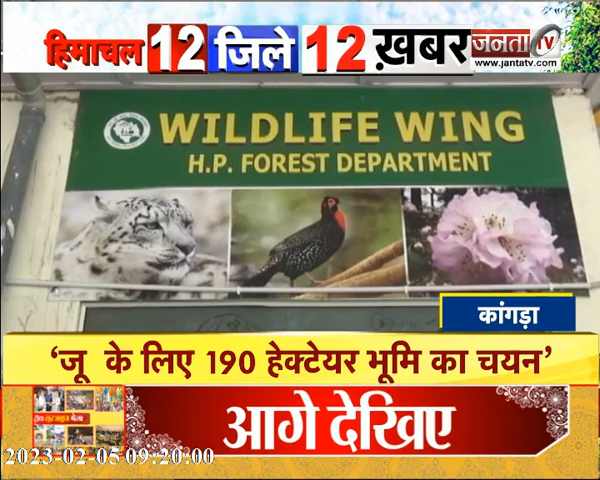 हिमाचल 12 जिले 12 ख़बर जनता TV
www.jantatv.com
WILDLIFE WING
H.P. FOREST DEPARTMENT
कांगड़ा
‘जू के लिए 190 हेक्टेयर भूमि का चयन’
आगे देखिए
2023-02-05 09:20:00